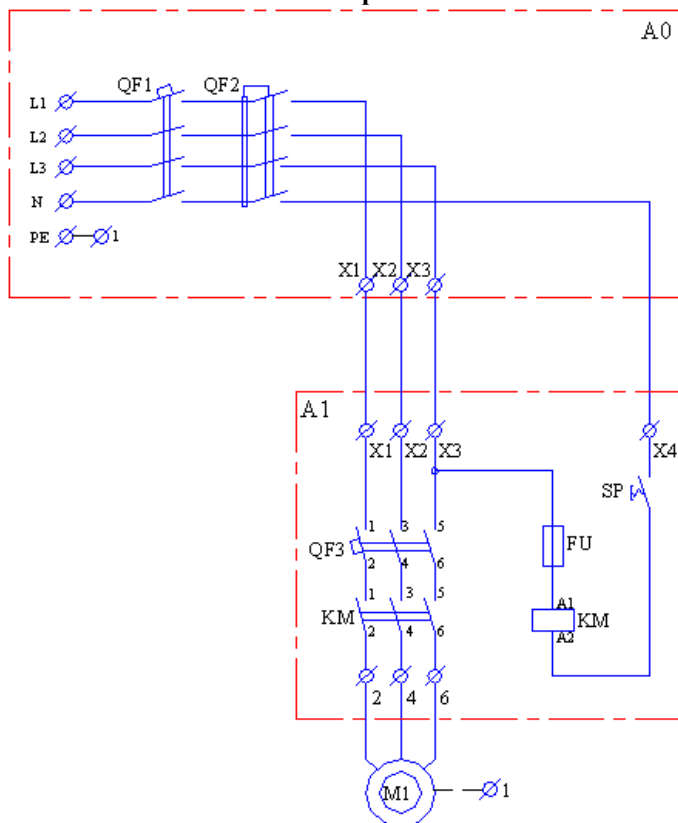 A0
QF1 QF2
L1
L2
L3
N
PE 1
X1 X2 X3
A1
X1 X2 X3 X4
SP
1 3 5
QF3 FU
2 4 6
1 3 5 A1
KM KM
2 4 6 A2
2 4 6
M1 1